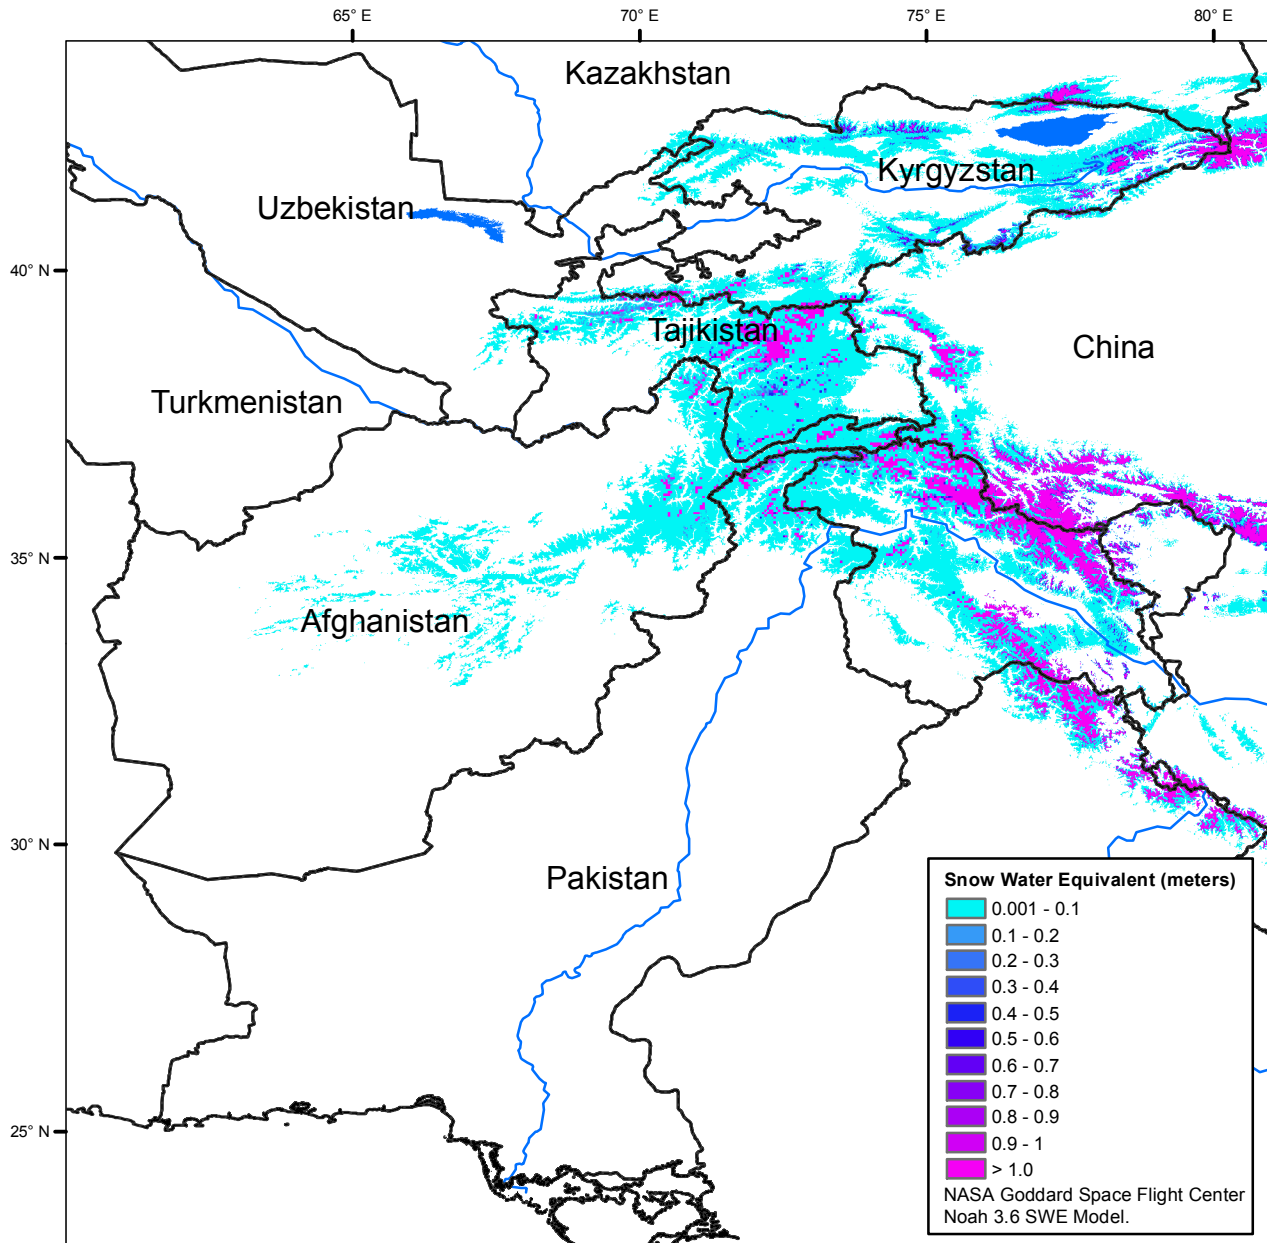 65° E
70° E
75° E
80° E
Kazakhstan
Kyrgyzstan
Uzbekistan
40° N
Tajikistan
China
Turkmenistan
35° N
Afghanistan
30° N
Pakistan
25° N
Snow Water Equivalent (meters)
0.001 - 0.1
0.1 - 0.2
0.2 - 0.3
0.3 - 0.4
0.4 - 0.5
0.5 - 0.6
0.6 - 0.7
0.7 - 0.8
0.8 - 0.9
0.9 - 1
> 1.0
NASA Goddard Space Flight Center
Noah 3.6 SWE Model.